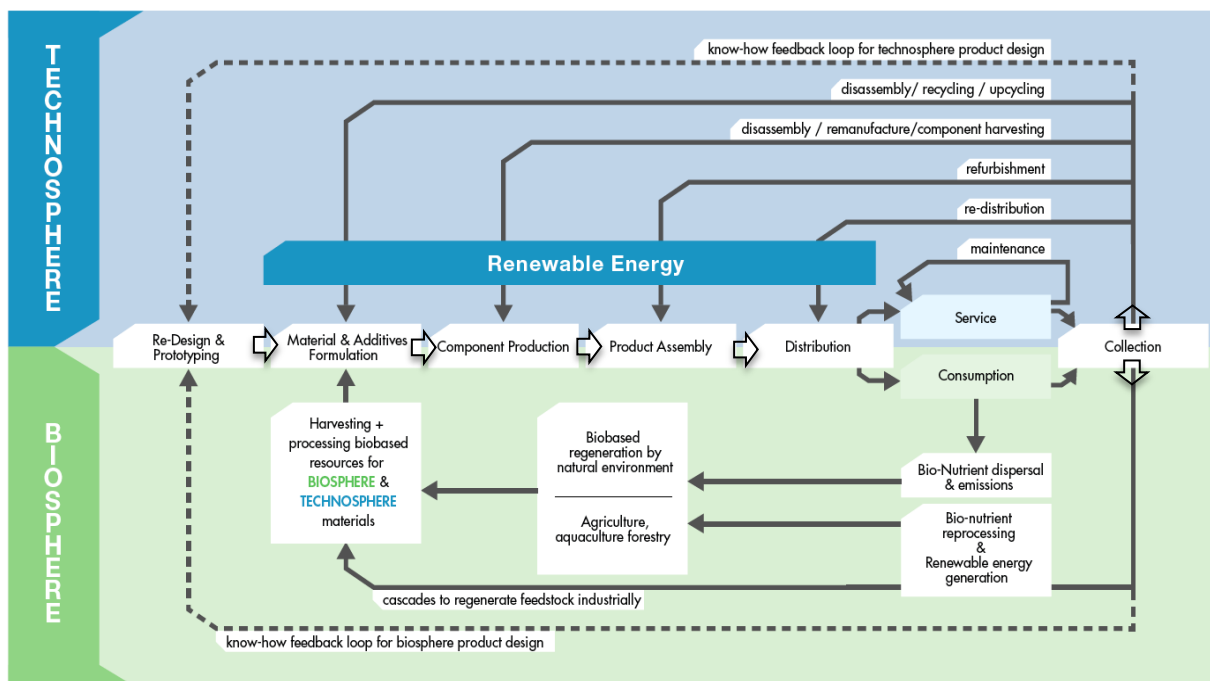 TECHNOSPHERE
know-how feedback loop for technosphere product design
disassembly/ recycling / upcycling
disassembly / remanufacture/component harvesting
refurbishment
re-distribution
maintenance
Renewable Energy
Service
Re-Design &
Prototyping
Material & Additives
Formulation
Component Production
Product Assembly
Distribution
Collection
Consumption
BIOSPHERE
Harvesting +
processing biobased
resources for
BIOSPHERE &
TECHNOSPHERE
materials
Biobased
regeneration by
natural environment
Agriculture,
aquaculture forestry
Bio-Nutrient dispersal
& emissions
Bio-nutrient
reprocessing
&
Renewable energy
generation
cascades to regenerate feedstock industrially
know-how feedback loop for biosphere product design